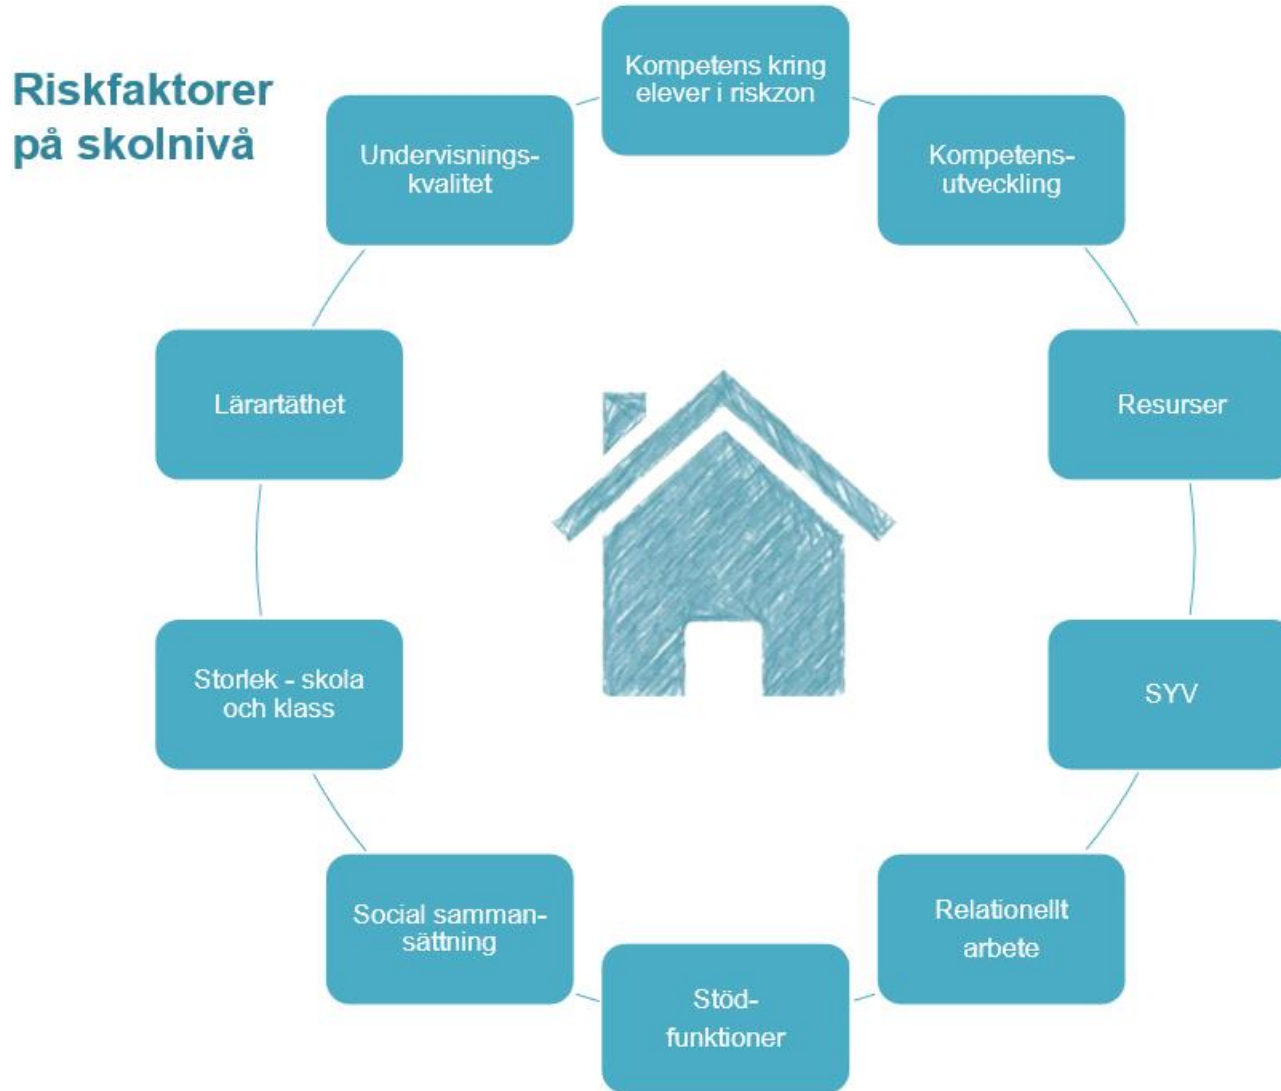 Riskfaktorer
på skolnivå
Kompetens kring
elever i riskzon
Kompetens-
utveckling
Resurser
SYV
Relationellt
arbete
Stöd-
funktioner
Social samman-
sättning
Storlek - skola
och klass
Lärartäthet
Undervisnings-
kvalitet